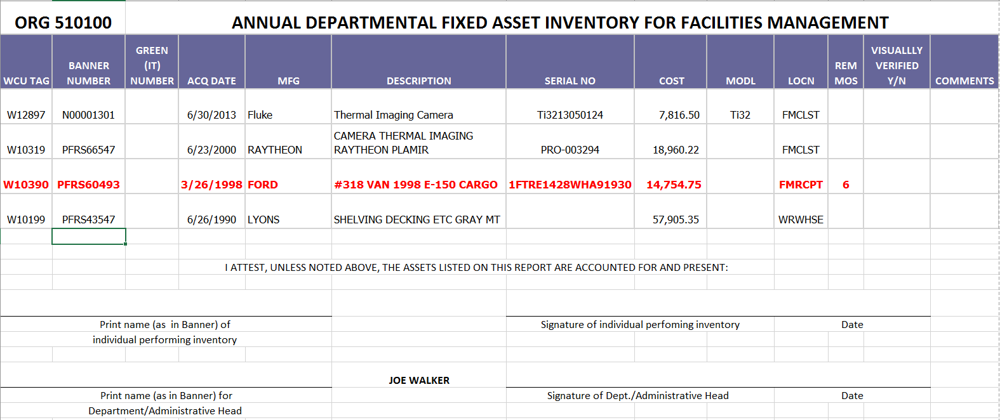 ORG 510100 ANNUAL DEPARTMENTAL FIXED ASSET INVENTORY FOR FACILITIES MANAGEMENT
WCU TAG
BANNER
NUMBER
GREEN
(IT)
NUMBER
ACQ DATE
MFG
DESCRIPTION
SERIAL NO
COST
MODL
LOCN
REM
MOS
VISUALLLY
VERIFIED
Y/N
COMMENTS
W12897 N00001301 6/30/2013 Fluke Thermal Imaging Camera Ti3213050124 7,816.50 Ti32 FMCLST
CAMERA THERMAL IMAGING
W10319 PFRS66547 6/23/2000 RAYTHEON RAYTHEON PLAMIR PRO-003294 18,960.22 FMCLST
W10390 PFRS60493 3/26/1998 FORD #318 VAN 1998 E-150 CARGO 1FTRE1428WHA91930 14,754.75 FMRCPT 6
W10199 PFRS43547 6/26/1990 LYONS SHELVING DECKING ETC GRAY MT 57,905.35 WRWHSE
I ATTEST, UNLESS NOTED ABOVE, THE ASSETS LISTED ON THIS REPORT ARE ACCOUNTED FOR AND PRESENT:
Print name (as in Banner) of Signature of individual perfoming inventory Date
individual performing inventory
JOE WALKER
Print name (as in Banner) for Signature of Dept./Administrative Head Date
Department/Administrative Head